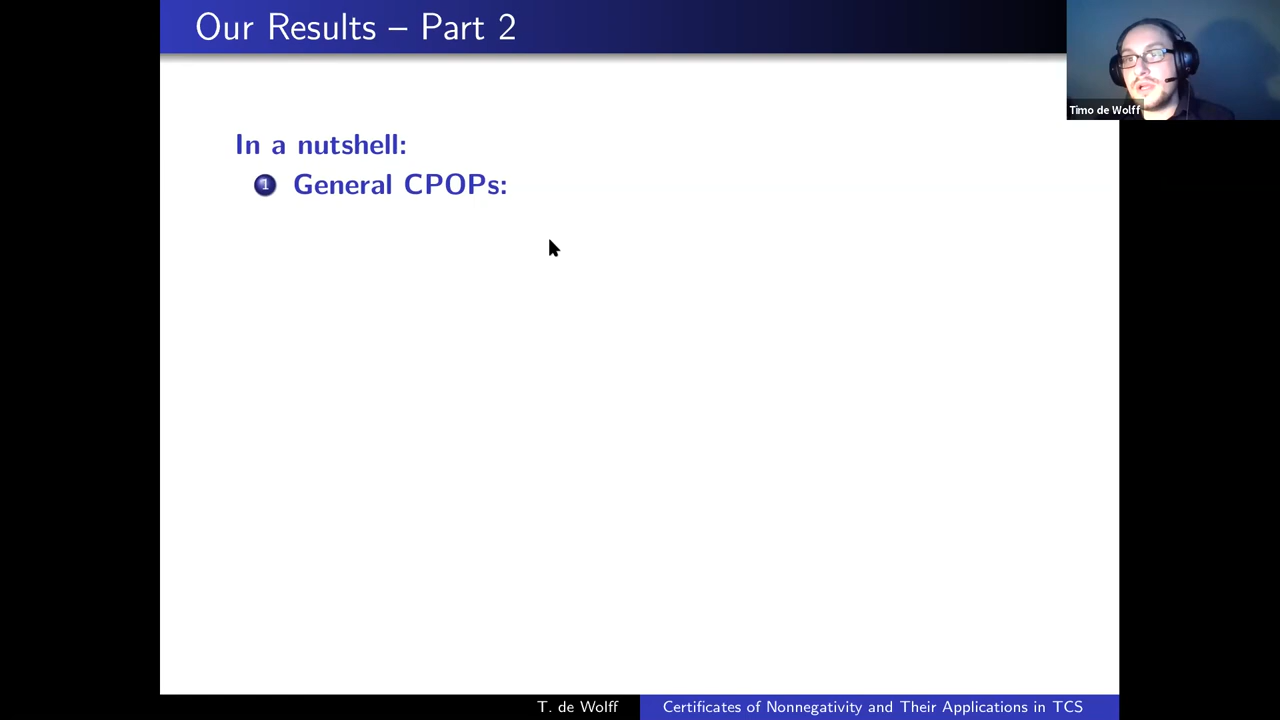 Our Results – Part 2
Timo de Wolff
In a nutshell:
1 General CPOPs:
T. de Wolff
Certificates of Nonnegativity and Their Applications in TCS